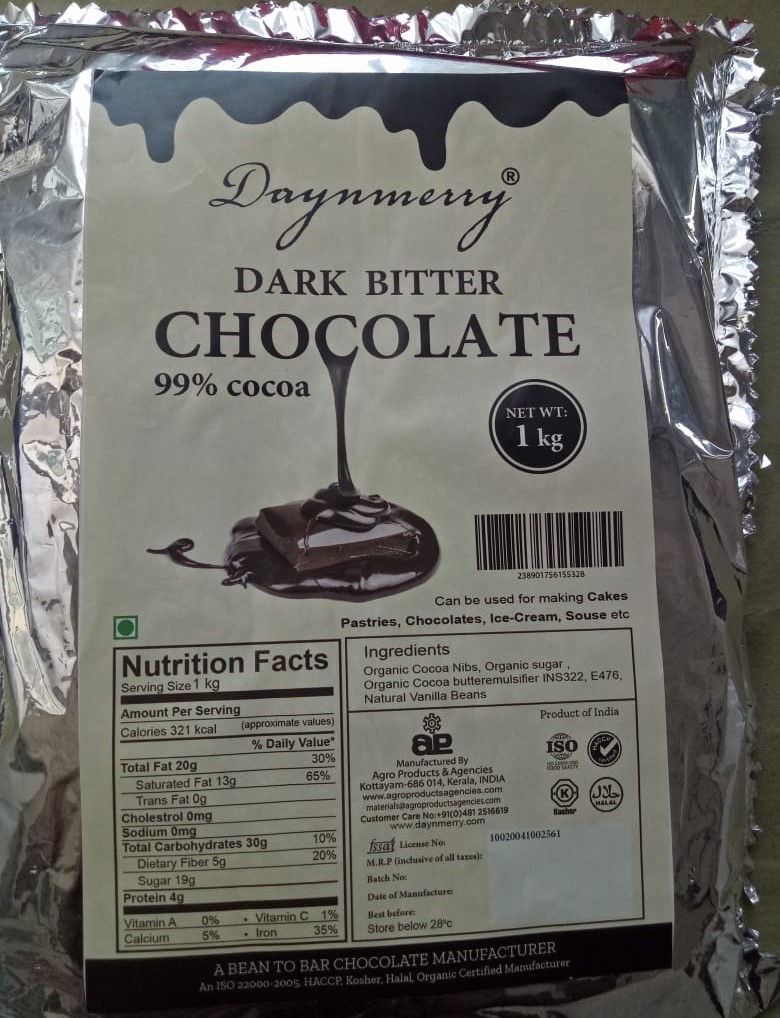 Daynmerry®
DARK BITTER
CHOCOLATE
99% cocoa
NET WT:
1 kg
238901756155328
Can be used for making Cakes
Pastries, Chocolates, Ice-Cream, Souse etc
Nutrition Facts
Serving Size 1 kg
Amount Per Serving
Calories 321 kcal (approximate values)
% Daily Value*
Total Fat 20g 30%
Saturated Fat 13g 65%
Trans Fat 0g
Cholestrol 0mg
Sodium 0mg
Total Carbohydrates 30g 10%
Dietary Fiber 5g 20%
Sugar 19g
Protein 4g
Vitamin A 0% • Vitamin C 1%
Calcium 5% • Iron 35%
Ingredients
Organic Cocoa Nibs, Organic sugar ,
Organic Cocoa butteremulsifier INS322, E476,
Natural Vanilla Beans
Product of India
Manufactured By
Agro Products & Agencies
Kottayam-686 014, Kerala, INDIA
www.agroproductsagencies.com
materials@agroproductsagencies.com
Customer Care No:+91(0)481 2516619
www.daynmerry.com
ISO
FOOD SAFETY
HACCP
K
Kosher
حلال
HALAL
fssai License No: 10020041002561
M.R.P (inclusive of all taxes):
Batch No:
Date of Manufacture:
Best before:
Store below 28°c
A BEAN TO BAR CHOCOLATE MANUFACTURER
An ISO 22000-2005, HACCP, Kosher, Halal, Organic Certified Manufacturer